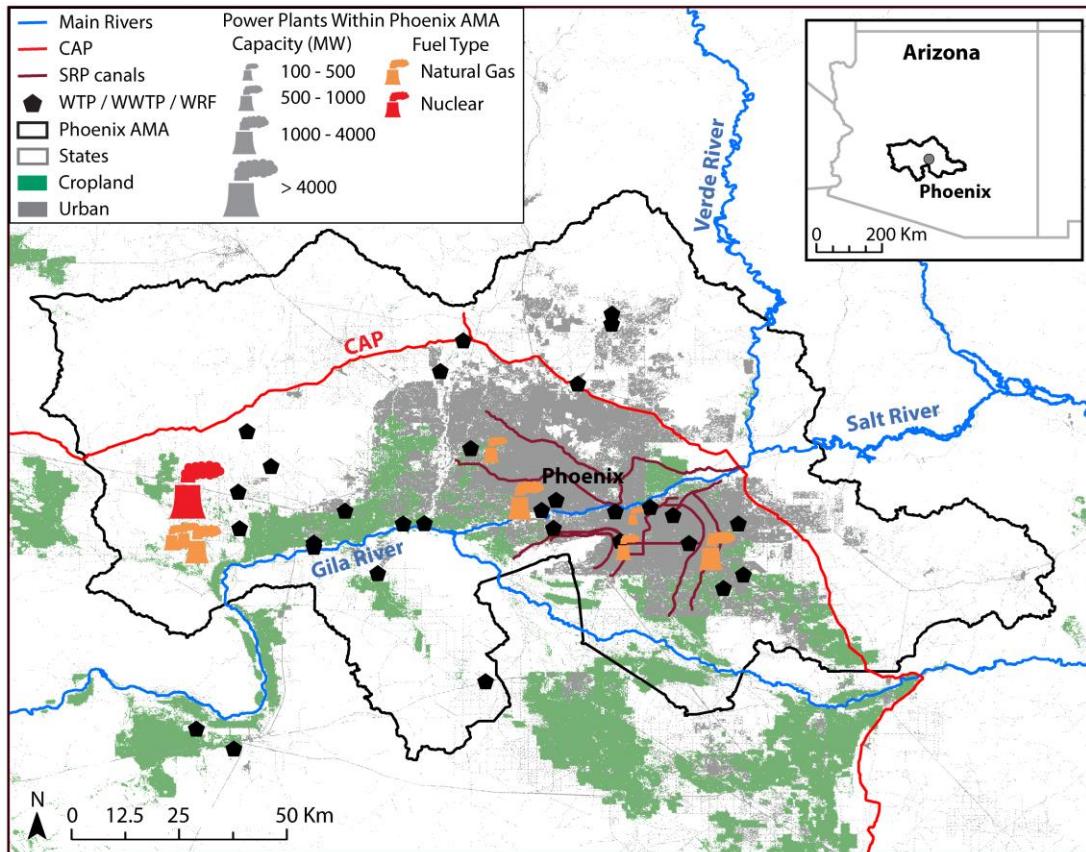 Main Rivers
CAP
SRP canals
WTP / WWTP / WRF
Phoenix AMA
States
Cropland
Urban
Power Plants Within Phoenix AMA
Capacity (MW)
100 - 500
500 - 1000
1000 - 4000
> 4000
Fuel Type
Natural Gas
Nuclear
Arizona
Phoenix
0 200 Km
Verde River
CAP
Salt River
Phoenix
Gila River
N
0 12.5 25 50 Km